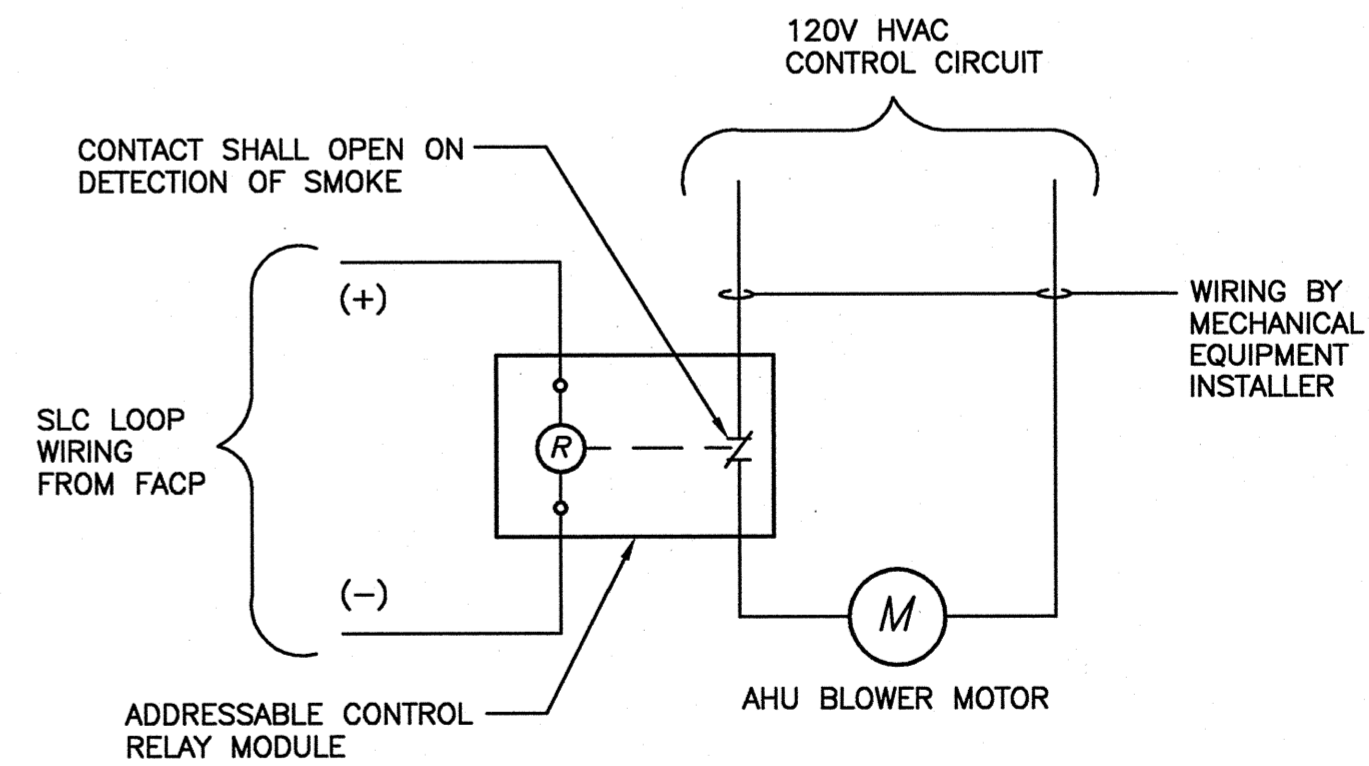 120V HVAC
CONTROL CIRCUIT
CONTACT SHALL OPEN ON
DETECTION OF SMOKE
(+)
WIRING BY
MECHANICAL
EQUIPMENT
INSTALLER
SLC LOOP
WIRING
FROM FACP
R
(–)
M
AHU BLOWER MOTOR
ADDRESSABLE CONTROL
RELAY MODULE